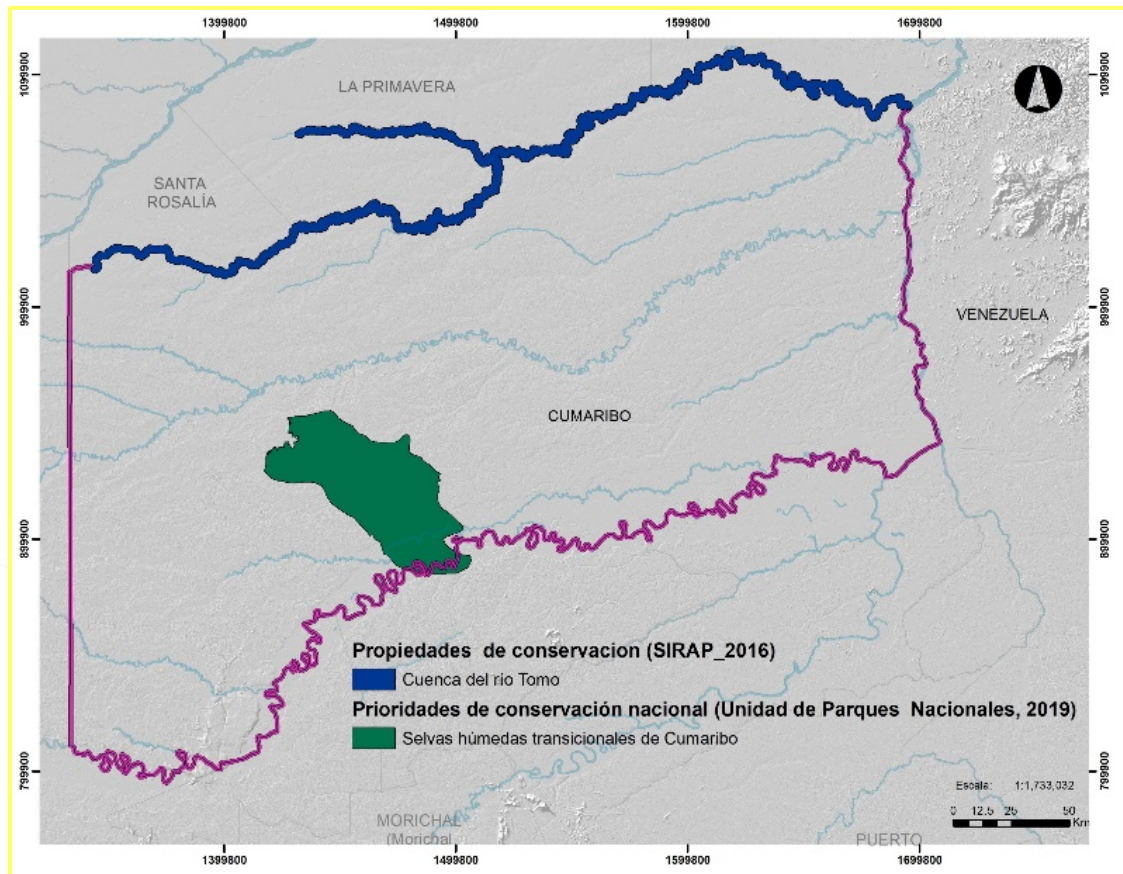 1399800 1499800 1599800 1699800
1099900 1099900
LA PRIMAVERA
SANTA
ROSALÍA
999900 999900
VENEZUELA
CUMARIBO
899900 899900
Propiedades de conservacion (SIRAP_2016)
Cuenca del río Tomo
Prioridades de conservación nacional (Unidad de Parques Nacionales, 2019)
Selvas húmedas transicionales de Cumaribo
799900 799900
Escala: 1:1,733,032
0 12.5 25 50
Km
MORICHAL
(Morichal
PUERTO
1399800 1499800 1599800 1699800